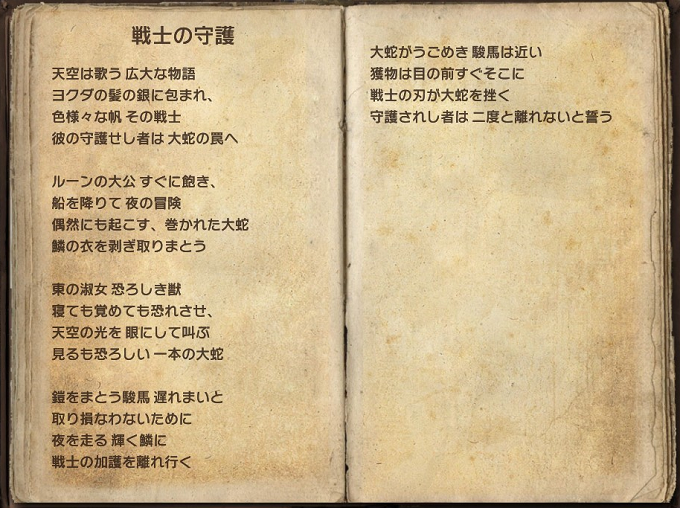 戦士の守護
天空は歌う 広大な物語
ヨクダの髪の銀に包まれ、
色様々な帆 その戦士
彼の守護せし者は 大蛇の罠へ
ルーンの大公 すぐに飽き、
船を降りて 夜の冒険
偶然にも起こす、巻かれた大蛇
鱗の衣を剥ぎ取りまとう
東の淑女 恐ろしき獣
寝ても覚めても恐れさせ、
天空の光を 眼にして叫ぶ
見るも恐ろしい 一本の大蛇
鎧をまとう駿馬 遅れまいと
取り損なわないために
夜を走る 輝く鱗に
戦士の加護を離れ行く
大蛇がうごめき 駿馬は近い
獲物は目の前すぐそこに
戦士の刃が大蛇を挫く
守護されし者は 二度と離れないと誓う